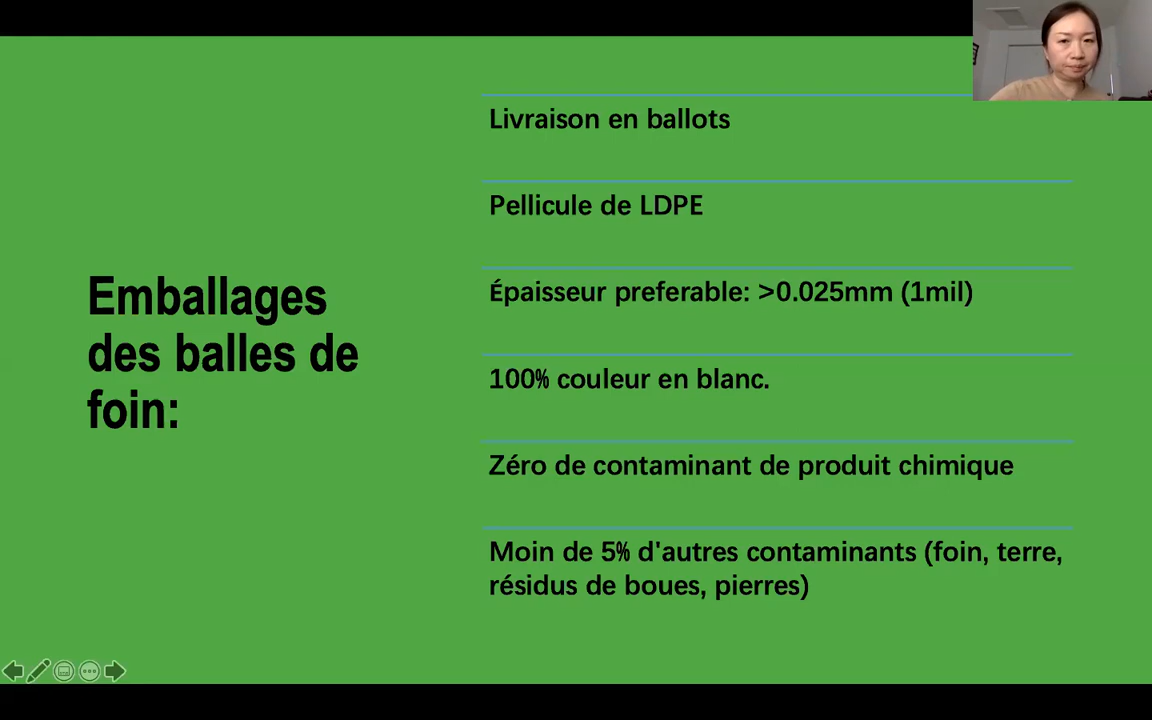 Emballages
des balles de
foin:
Livraison en ballots
Pellicule de LDPE
Épaisseur preferable: >0.025mm (1mil)
100% couleur en blanc.
Zéro de contaminant de produit chimique
Moin de 5% d'autres contaminants (foin, terre,
résidus de boues, pierres)